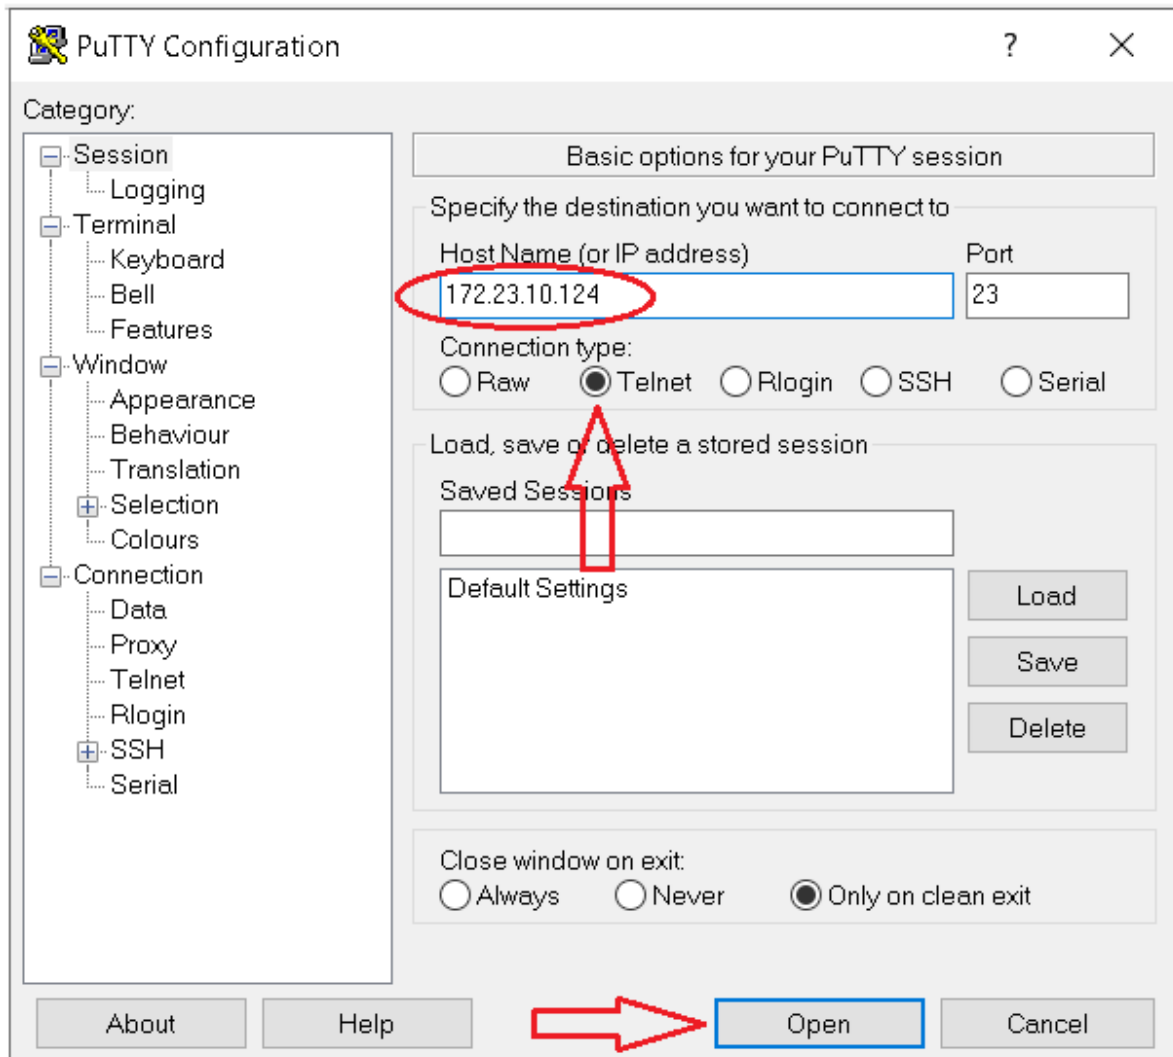 PuTTY Configuration
?
Category:
Session
Logging
Terminal
Keyboard
Bell
Features
Window
Appearance
Behaviour
Translation
Selection
Colours
Connection
Data
Proxy
Telnet
Rlogin
SSH
Serial
Basic options for your PuTTY session
Specify the destination you want to connect to
Host Name (or IP address) Port
172.23.10.124 23
Connection type:
Raw Telnet Rlogin SSH Serial
Load, save or delete a stored session
Saved Sessions
Default Settings
Load
Save
Delete
Close window on exit:
Always Never Only on clean exit
About Help Open Cancel